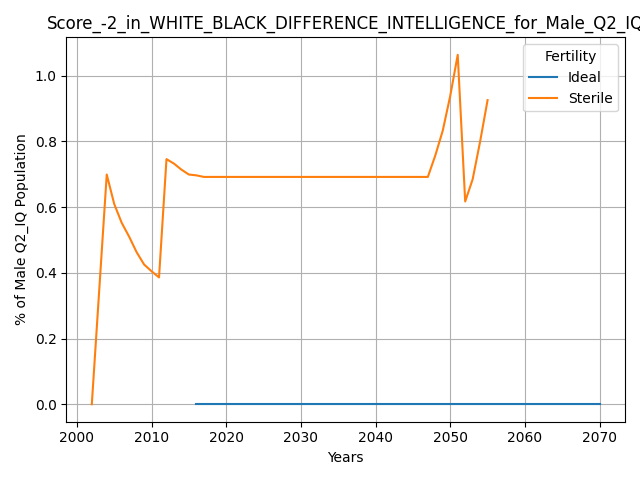 Score_-2_in_WHITE_BLACK_DIFFERENCE_INTELLIGENCE_for_Male_Q2_IQ
Fertility
Ideal
Sterile
% of Male Q2_IQ Population
1.0
0.8
0.6
0.4
0.2
0.0
2000 2010 2020 2030 2040 2050 2060 2070
Years